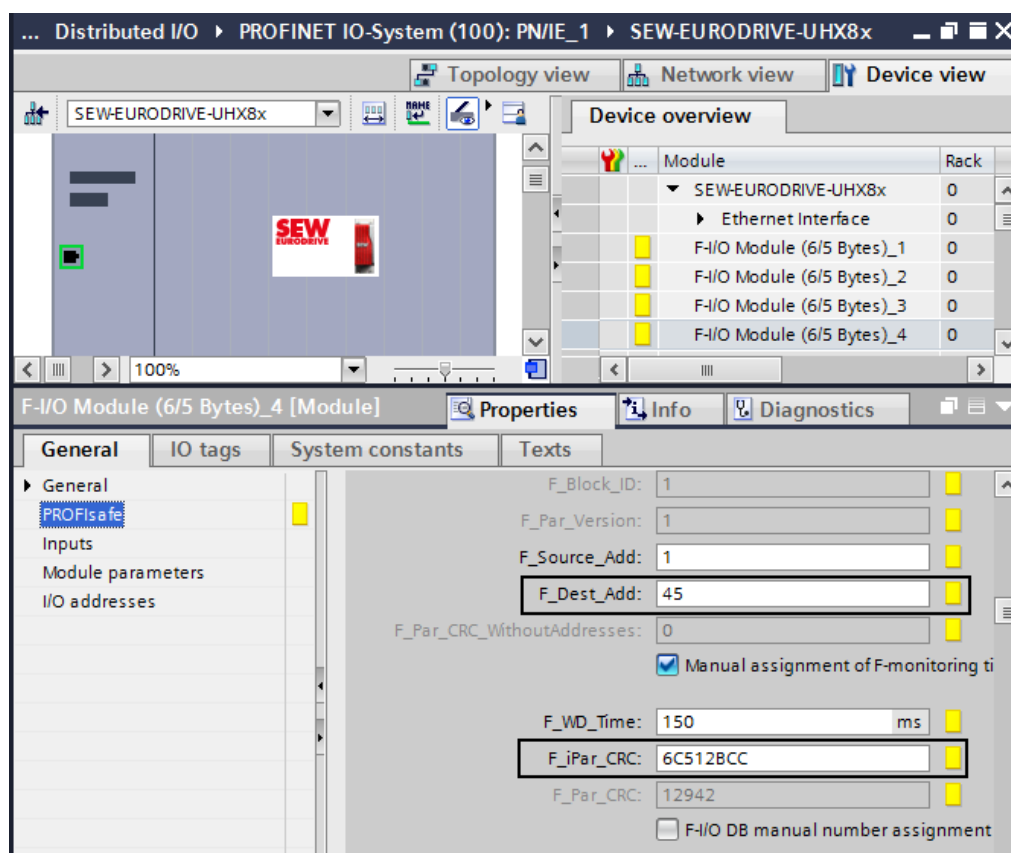 ... Distributed I/O ▸ PROFINET IO-System (100): PN/IE_1 ▸ SEW-EURODRIVE-UHX8x
Topology view Network view Device view
SEW-EURODRIVE-UHX8x NAME
Device overview
... Module Rack
SEW-EURODRIVE-UHX8x 0
Ethernet Interface 0
F-I/O Module (6/5 Bytes)_1 0
F-I/O Module (6/5 Bytes)_2 0
F-I/O Module (6/5 Bytes)_3 0
F-I/O Module (6/5 Bytes)_4 0
SEW
EURODRIVE
100%
F-I/O Module (6/5 Bytes)_4 [Module] Properties Info Diagnostics
General IO tags System constants Texts
General
PROFIsafe
Inputs
Module parameters
I/O addresses
F_Block_ID: 1
F_Par_Version: 1
F_Source_Add: 1
F_Dest_Add: 45
F_Par_CRC_WithoutAddresses: 0
Manual assignment of F-monitoring ti
F_WD_Time: 150 ms
F_iPar_CRC: 6C512BCC
F_Par_CRC: 12942
F-I/O DB manual number assignment